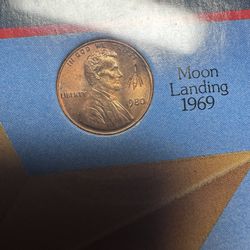 IN GOD WE TRUST
LIBERTY
1980
Moon
Landing
1969